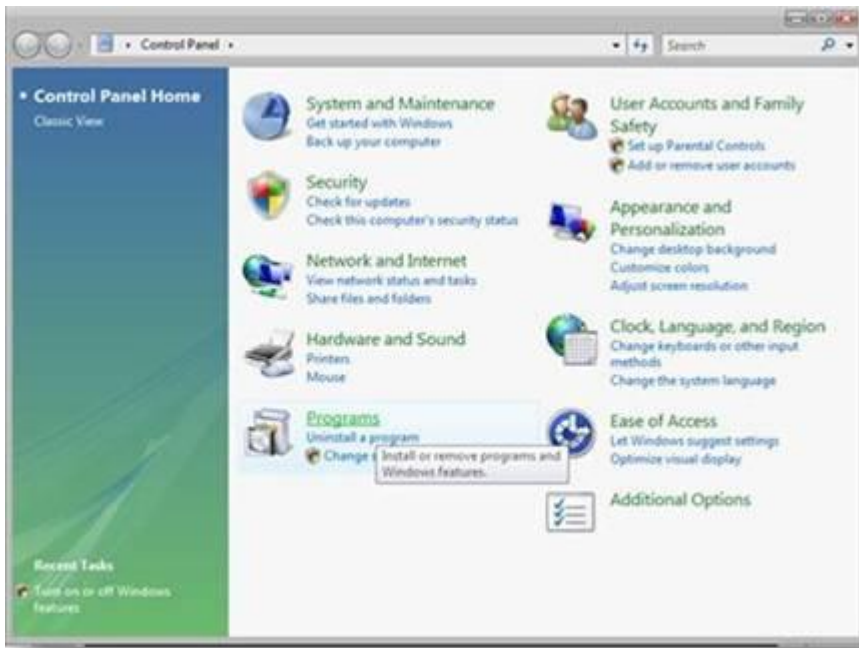 Control Panel
Search
Control Panel Home
Classic View
System and Maintenance
Get started with Windows
Back up your computer
Security
Check for updates
Check this computer's security status
Network and Internet
View network status and tasks
Share files and folders
Hardware and Sound
Printers
Mouse
Programs
Uninstall a program
Change
Install or remove programs and
Windows features.
User Accounts and Family
Safety
Set up Parental Controls
Add or remove user accounts
Appearance and
Personalization
Change desktop background
Customize colors
Adjust screen resolution
Clock, Language, and Region
Change keyboards or other input
methods
Change the system language
Ease of Access
Let Windows suggest settings
Optimize visual display
Additional Options
Recent Tasks
Turn on or off Windows
features